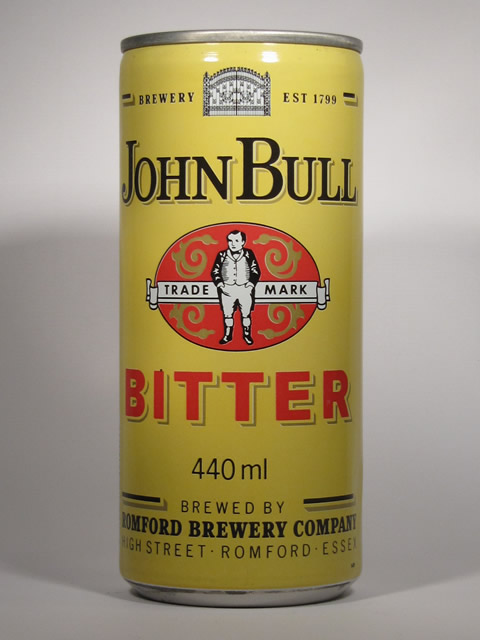 BREWERY EST 1799
JOHN BULL
TRADE MARK
BITTER
440 ml
BREWED BY
ROMFORD BREWERY COMPANY
HIGH STREET · ROMFORD · ESSEX